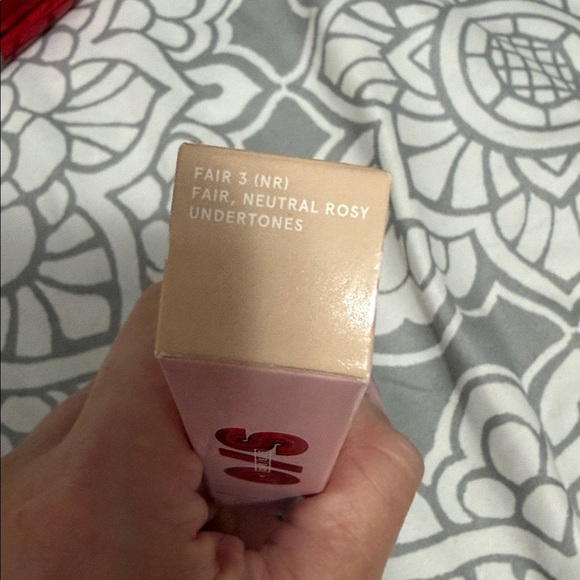 FAIR 3 (NR)
FAIR, NEUTRAL ROSY
UNDERTONES